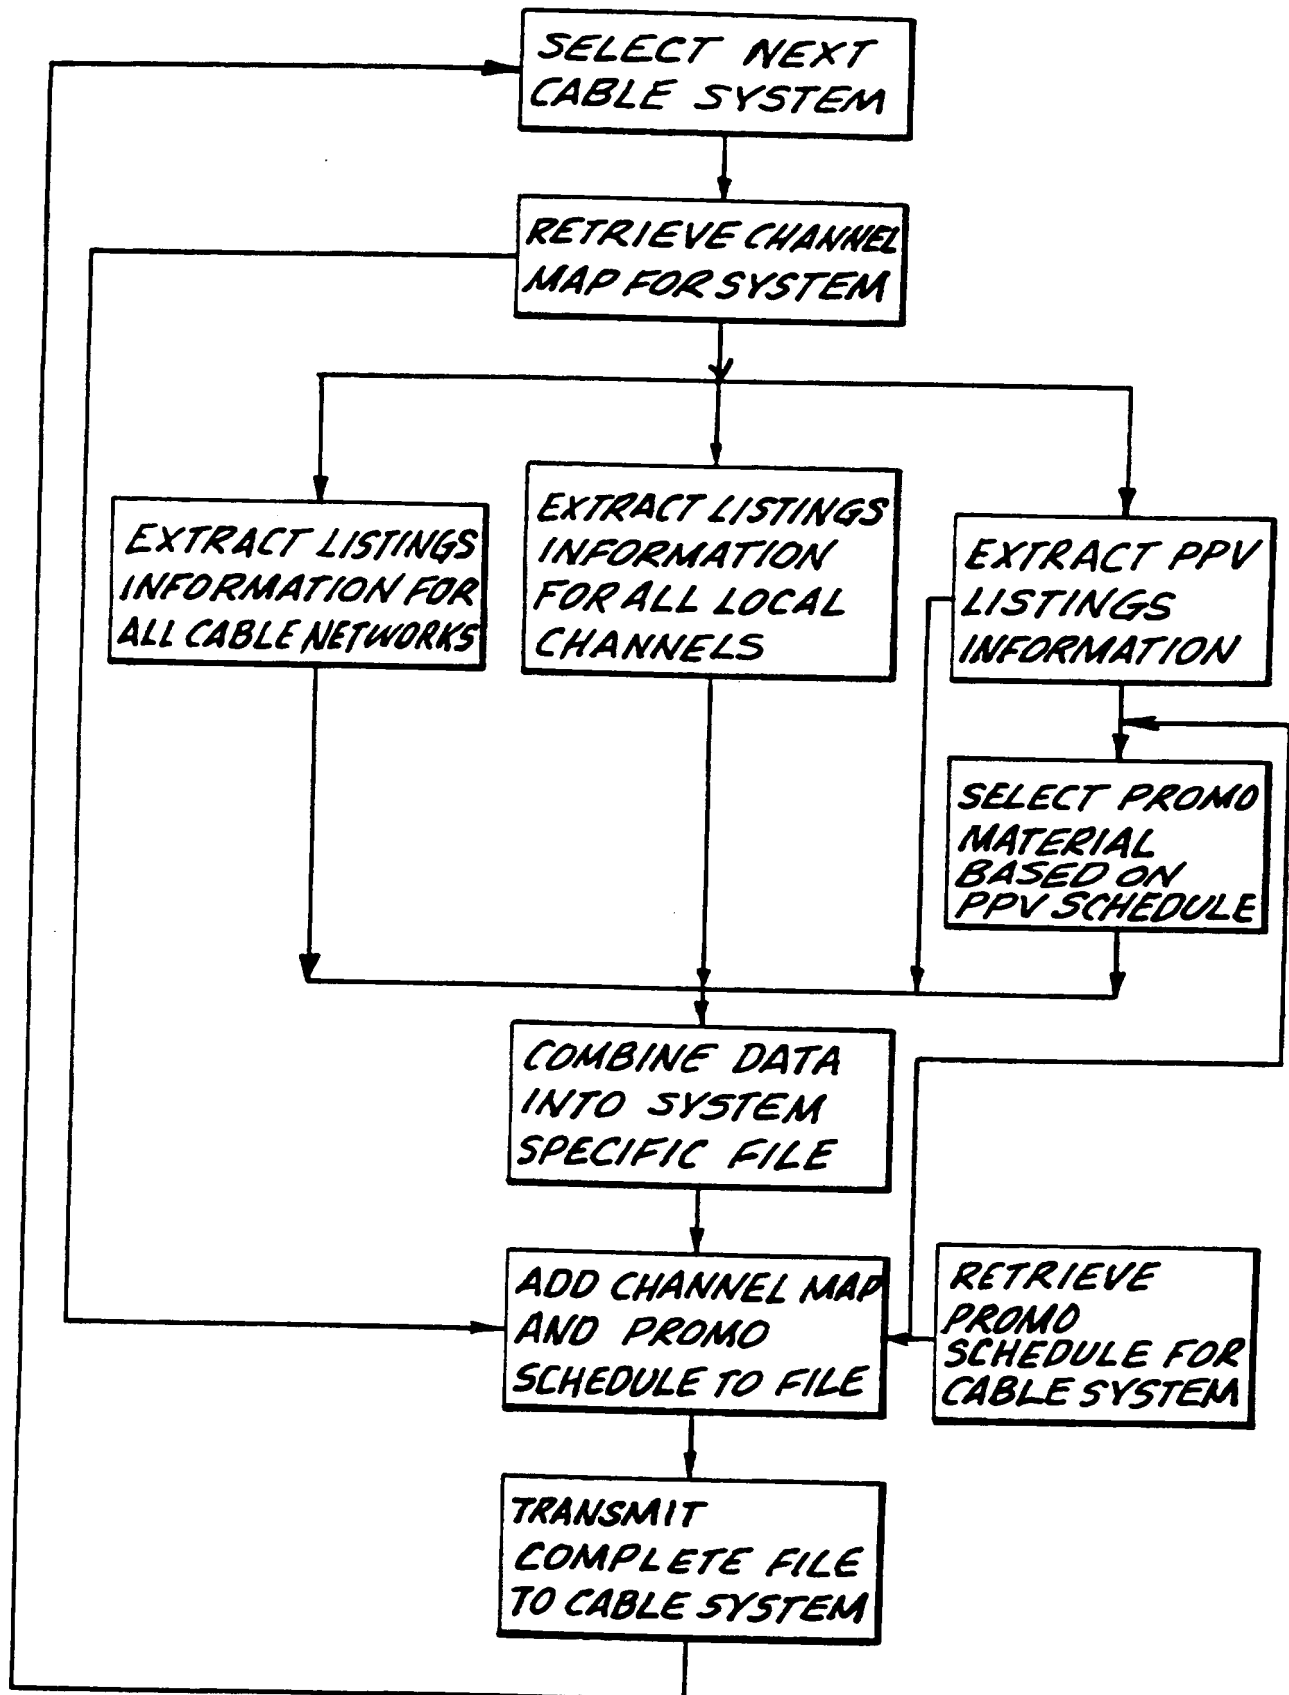 SELECT NEXT
CABLE SYSTEM
RETRIEVE CHANNEL
MAP FOR SYSTEM
EXTRACT LISTINGS
INFORMATION FOR
ALL CABLE NETWORKS
EXTRACT LISTINGS
INFORMATION
FOR ALL LOCAL
CHANNELS
EXTRACT PPV
LISTINGS
INFORMATION
SELECT PROMO
MATERIAL
BASED ON
PPV SCHEDULE
COMBINE DATA
INTO SYSTEM
SPECIFIC FILE
ADD CHANNEL MAP
AND PROMO
SCHEDULE TO FILE
RETRIEVE
PROMO
SCHEDULE FOR
CABLE SYSTEM
TRANSMIT
COMPLETE FILE
TO CABLE SYSTEM